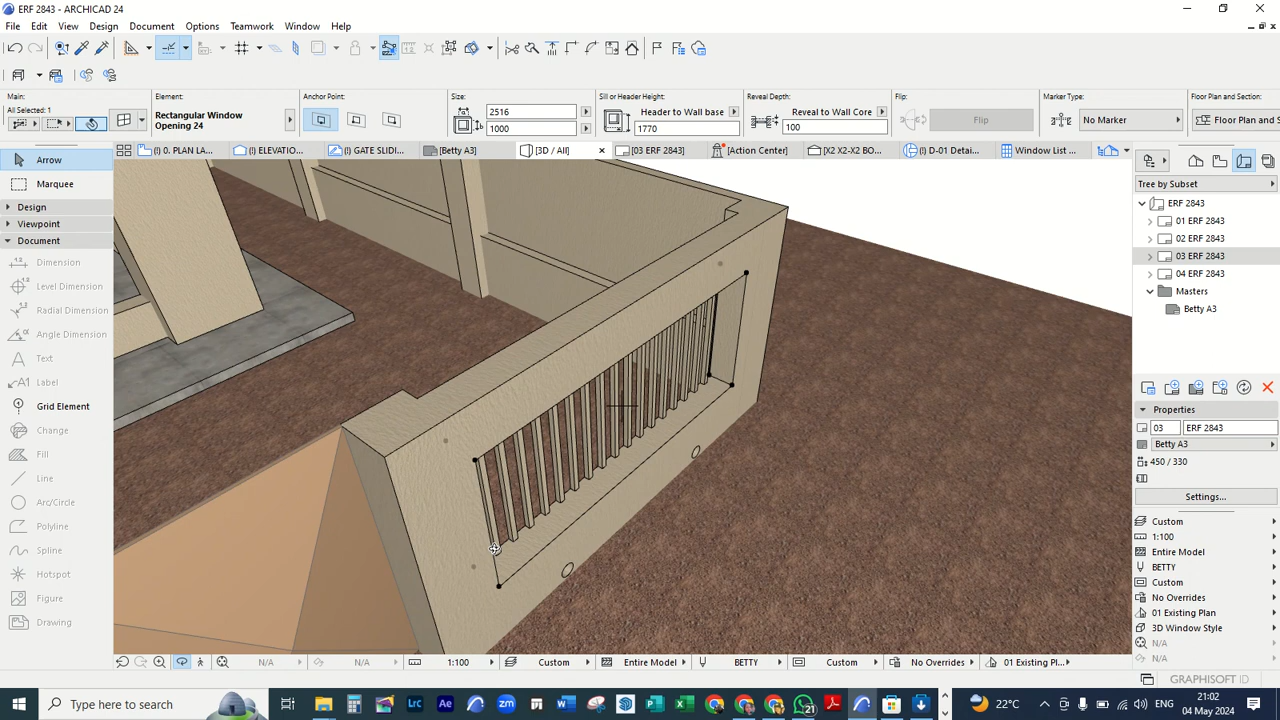 ERF 2843 - ARCHICAD 24
File Edit View Design Document Options Teamwork Window Help
Main:
All Selected: 1
Element:
Rectangular Window
Opening 24
Anchor Point:
Size:
2516
1000
Sill or Header Height:
Header to Wall base
1770
Reveal Depth:
Reveal to Wall Core
100
Flip:
Flip
Marker Type:
No Marker
Floor Plan and Section:
Floor Plan and S
(!) 0. PLAN LA... (!) ELEVATIO... (!) GATE SLIDI... [Betty A3] [3D / All] [03 ERF 2843] [Action Center] [X2 X2.X2 BO... (!) D-01 Detai... Window List ...
Arrow
Marquee
Design
Viewpoint
Document
Dimension
Level Dimension
Radial Dimension
Angle Dimension
Text
Label
Grid Element
Change
Fill
Line
Arc/Circle
Polyline
Spline
Hotspot
Figure
Drawing
Tree by Subset
ERF 2843
01 ERF 2843
02 ERF 2843
03 ERF 2843
04 ERF 2843
Masters
Betty A3
Properties
03 ERF 2843
Betty A3
450 / 330
Settings...
Custom
1:100
Entire Model
BETTY
Custom
No Overrides
01 Existing Plan
3D Window Style
N/A
N/A
N/A N/A 1:100 Custom Entire Model BETTY Custom No Overrides 01 Existing Pl...
GRAPHISOFT ID
Type here to search
LrC
Ae
zm
21
22°C
ENG
21:02
04 May 2024